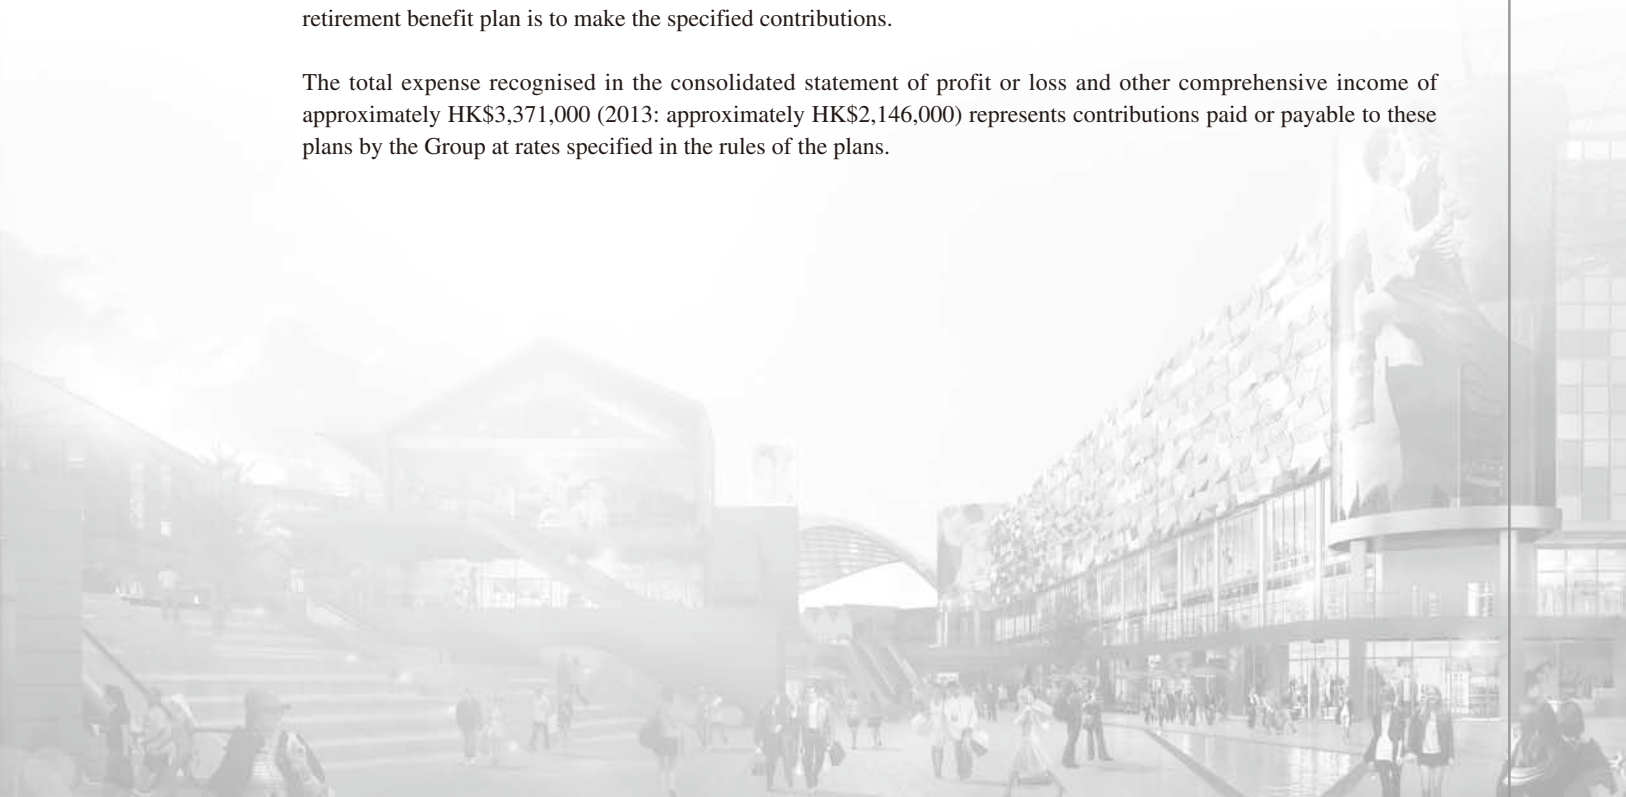 retirement benefit plan is to make the specified contributions.
The total expense recognised in the consolidated statement of profit or loss and other comprehensive income of
approximately HK$3,371,000 (2013: approximately HK$2,146,000) represents contributions paid or payable to these
plans by the Group at rates specified in the rules of the plans.